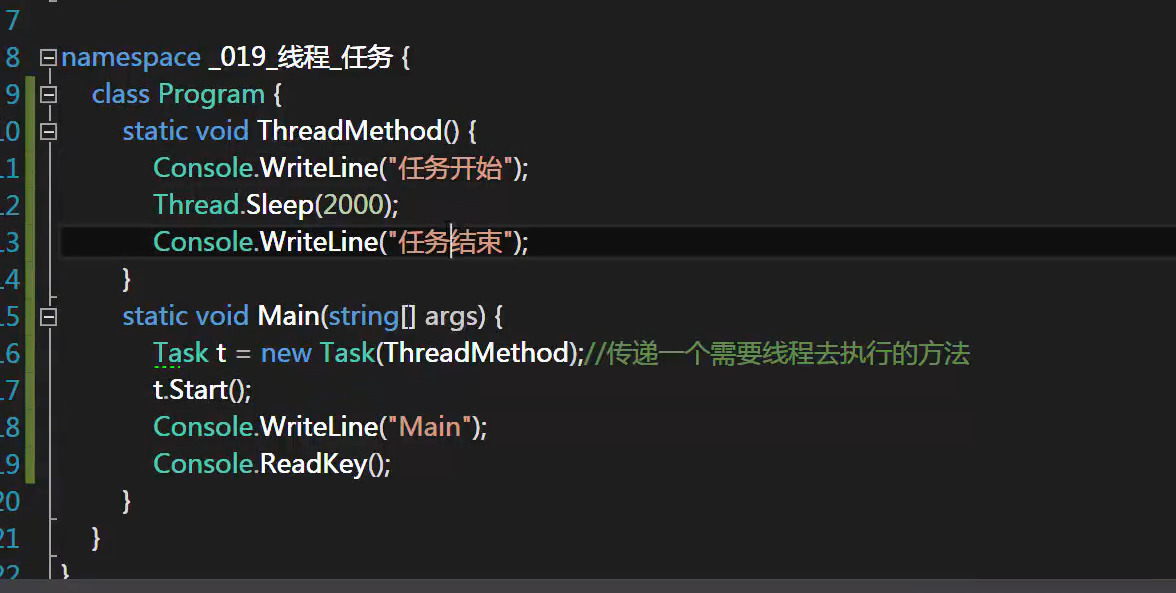 7
8 namespace _019_线程_任务 {
9 class Program {
10 static void ThreadMethod() {
11 Console.WriteLine("任务开始");
12 Thread.Sleep(2000);
13 Console.WriteLine("任务结束");
14 }
15 static void Main(string[] args) {
16 Task t = new Task(ThreadMethod);//传递一个需要线程去执行的方法
17 t.Start();
18 Console.WriteLine("Main");
19 Console.ReadKey();
20 }
21 }
22 }